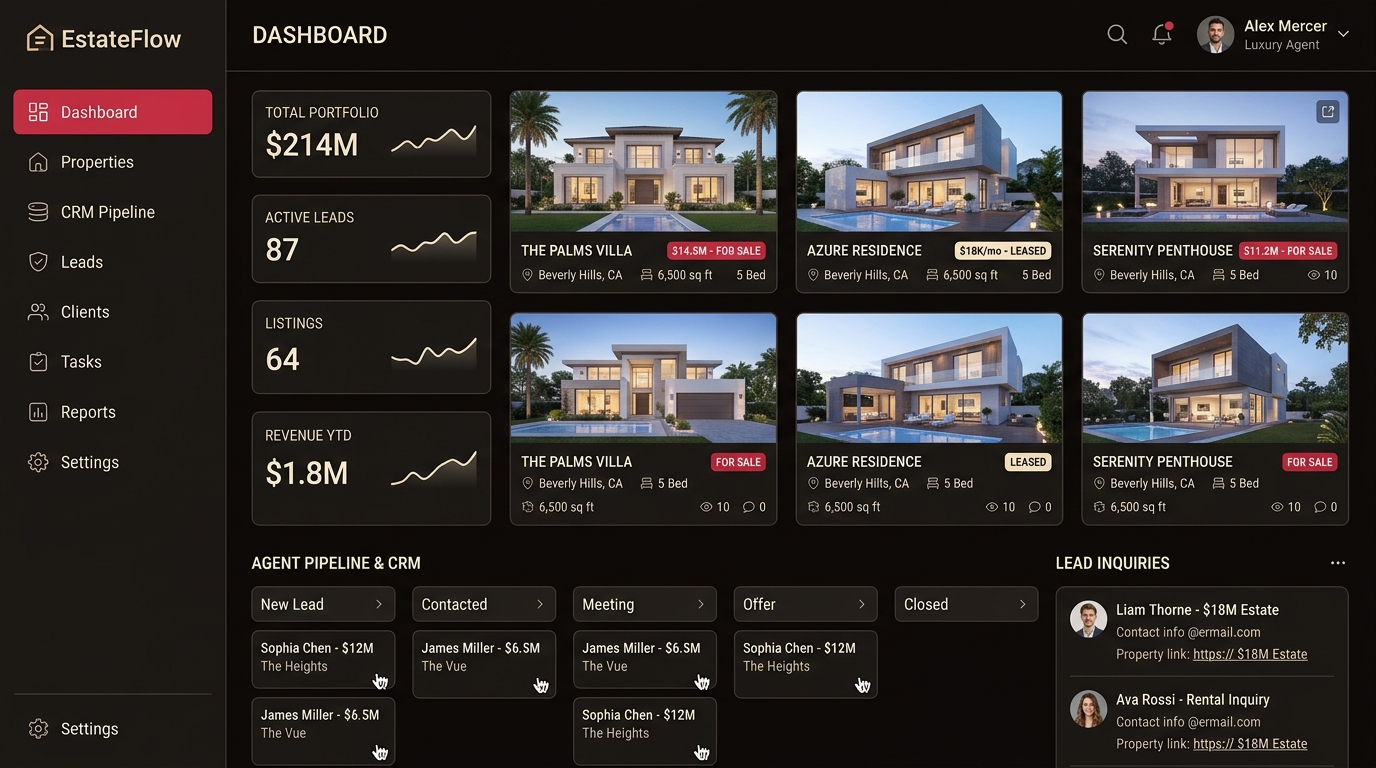 EstateFlow
Dashboard
Properties
CRM Pipeline
Leads
Clients
Tasks
Reports
Settings
Settings
DASHBOARD
Alex Mercer
Luxury Agent
TOTAL PORTFOLIO
$214M
ACTIVE LEADS
87
LISTINGS
64
REVENUE YTD
$1.8M
THE PALMS VILLA
$14.5M - FOR SALE
Beverly Hills, CA 6,500 sq ft 5 Bed
AZURE RESIDENCE
$18K/mo - LEASED
Beverly Hills, CA 6,500 sq ft 5 Bed
SERENITY PENTHOUSE
$11.2M - FOR SALE
Beverly Hills, CA 5 Bed 10
THE PALMS VILLA
FOR SALE
Beverly Hills, CA 5 Bed
6,500 sq ft 10 0
AZURE RESIDENCE
LEASED
Beverly Hills, CA 5 Bed
6,500 sq ft 10 0
SERENITY PENTHOUSE
FOR SALE
Beverly Hills, CA 5 Bed
6,500 sq ft 10 0
AGENT PIPELINE & CRM
New Lead
Sophia Chen - $12M
The Heights
James Miller - $6.5M
The Vue
Contacted
James Miller - $6.5M
The Vue
Meeting
James Miller - $6.5M
The Vue
Sophia Chen - $12M
The Heights
Offer
Sophia Chen - $12M
The Heights
Closed
LEAD INQUIRIES
Liam Thorne - $18M Estate
Contact info @ermail.com
Property link: https:// $18M Estate
Ava Rossi - Rental Inquiry
Contact info @ermail.com
Property link: https:// $18M Estate